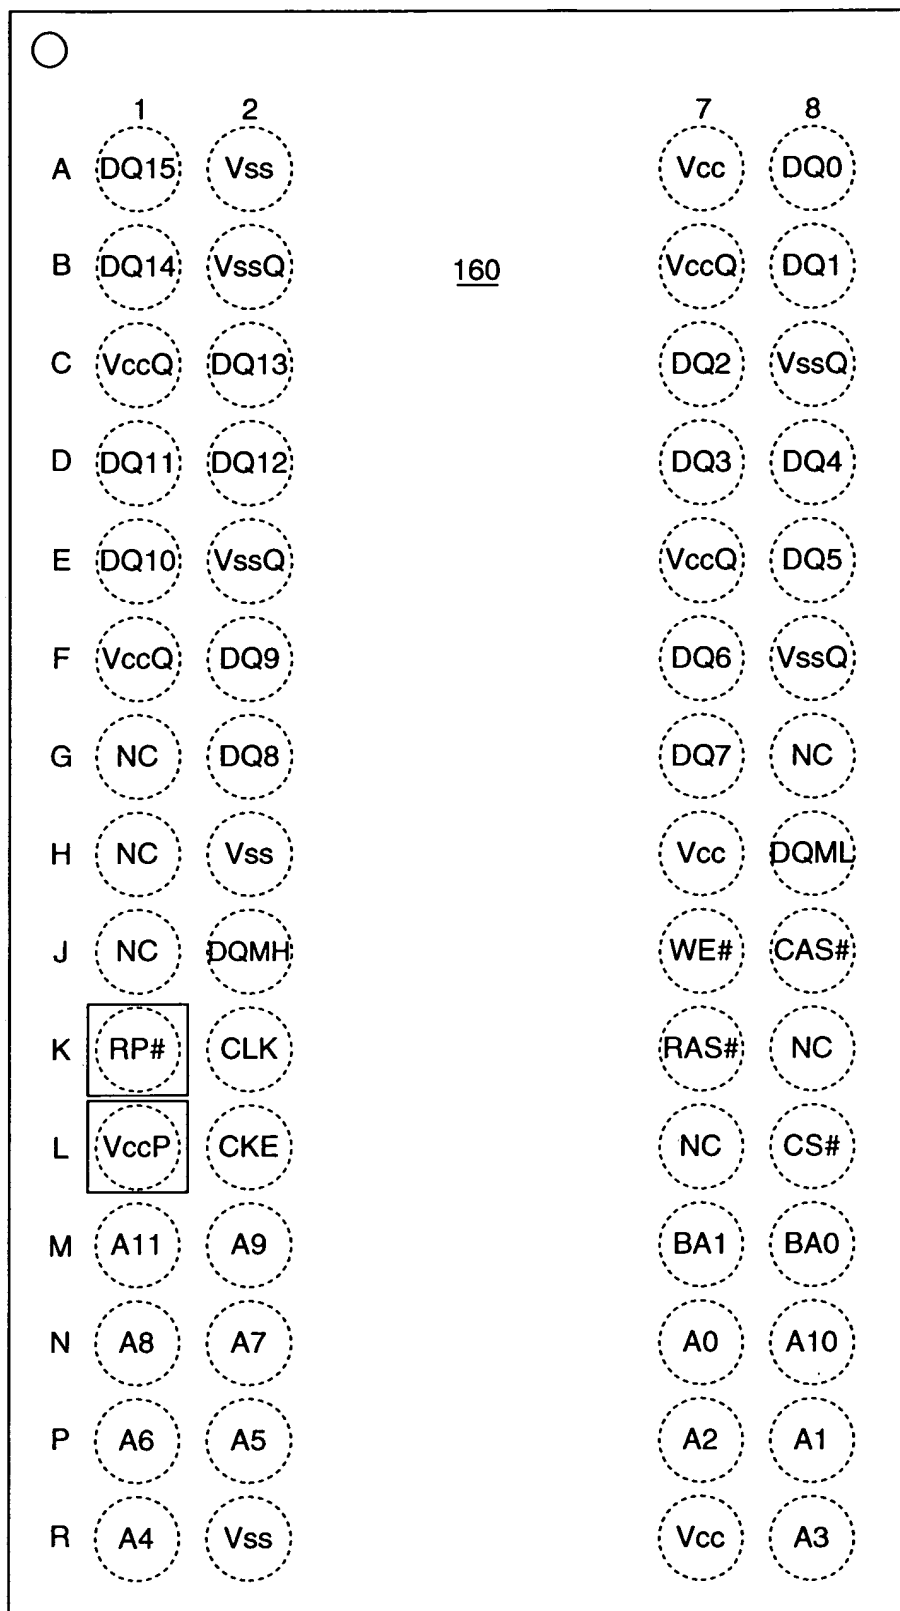 1 2 7 8
A DQ15 Vss Vcc DQ0
B DQ14 VssQ 160 VccQ DQ1
C VccQ DQ13 DQ2 VssQ
D DQ11 DQ12 DQ3 DQ4
E DQ10 VssQ VccQ DQ5
F VccQ DQ9 DQ6 VssQ
G NC DQ8 DQ7 NC
H NC Vss Vcc DQML
J NC DQMH WE# CAS#
K RP# CLK RAS# NC
L VccP CKE NC CS#
M A11 A9 BA1 BA0
N A8 A7 A0 A10
P A6 A5 A2 A1
R A4 Vss Vcc A3